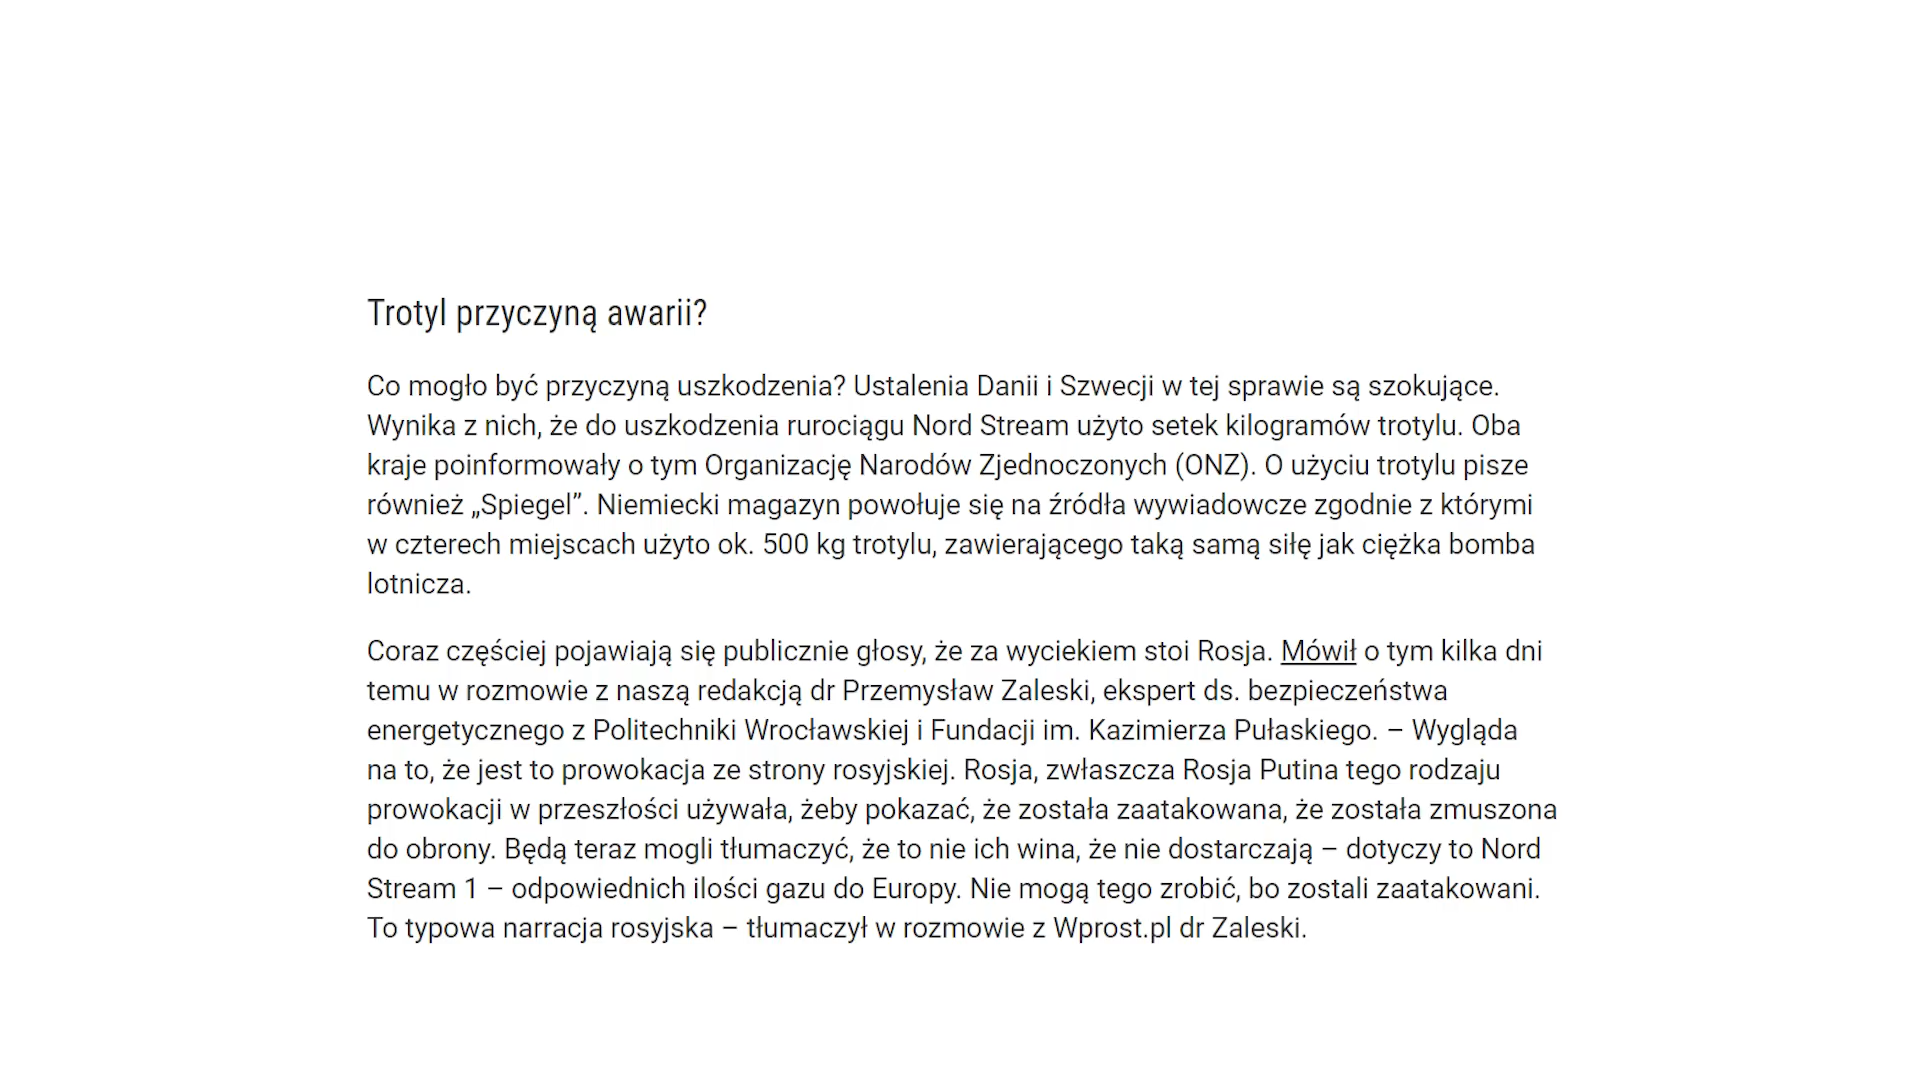 Trotyl przyczyną awarii?
Co mogło być przyczyną uszkodzenia? Ustalenia Danii i Szwecji w tej sprawie są szokujące.
Wynika z nich, że do uszkodzenia rurociągu Nord Stream użyto setek kilogramów trotylu. Oba
kraje poinformowały o tym Organizację Narodów Zjednoczonych (ONZ). O użyciu trotylu pisze
również „Spiegel”. Niemiecki magazyn powołuje się na źródła wywiadowcze zgodnie z którymi
w czterech miejscach użyto ok. 500 kg trotylu, zawierającego taką samą siłę jak ciężka bomba
lotnicza.
Coraz częściej pojawiają się publicznie głosy, że za wyciekiem stoi Rosja. Mówił o tym kilka dni
temu w rozmowie z naszą redakcją dr Przemysław Zaleski, ekspert ds. bezpieczeństwa
energetycznego z Politechniki Wrocławskiej i Fundacji im. Kazimierza Pułaskiego. – Wygląda
na to, że jest to prowokacja ze strony rosyjskiej. Rosja, zwłaszcza Rosja Putina tego rodzaju
prowokacji w przeszłości używała, żeby pokazać, że została zaatakowana, że została zmuszona
do obrony. Będą teraz mogli tłumaczyć, że to nie ich wina, że nie dostarczają – dotyczy to Nord
Stream 1 – odpowiednich ilości gazu do Europy. Nie mogą tego zrobić, bo zostali zaatakowani.
To typowa narracja rosyjska – tłumaczył w rozmowie z Wprost.pl dr Zaleski.